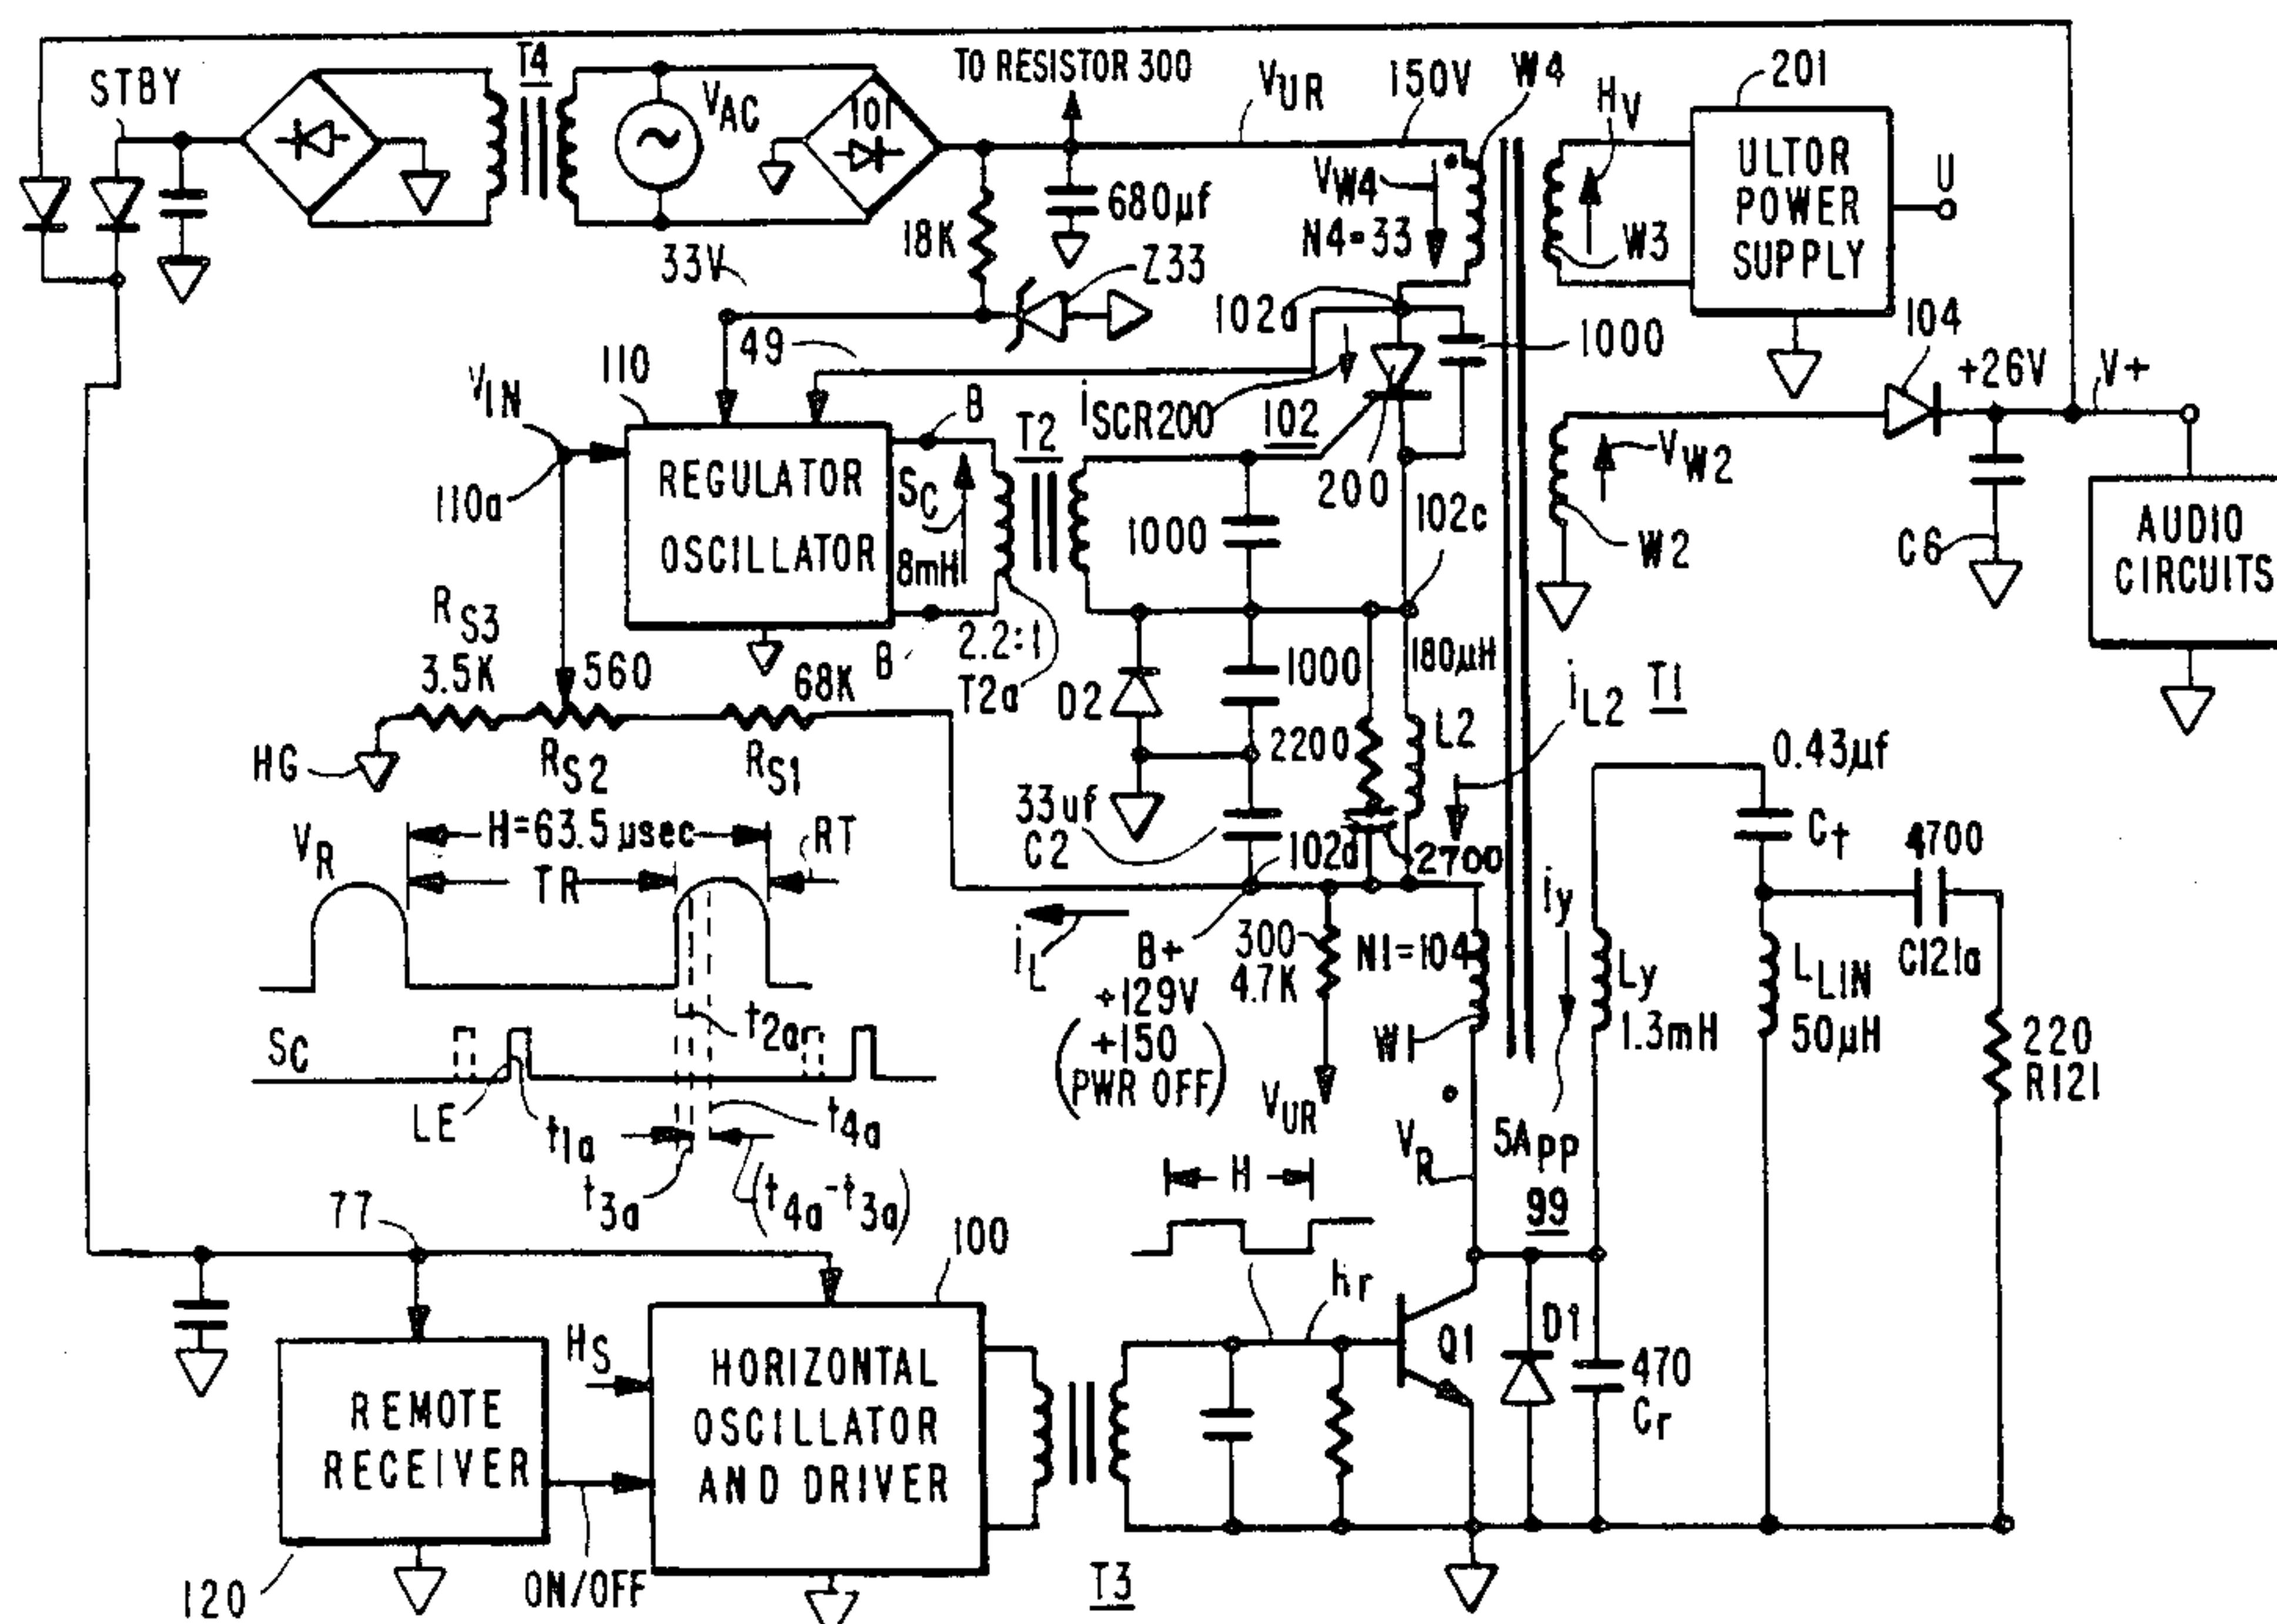 STBY
T4
VAC
101
TO RESISTOR 300
VUR
150V
W4
HV
201
ULTOR
POWER
SUPPLY
U
18K
680µf
VW4
N4=33
W3
33V
Z33
102a
1000
104
+26V
V+
49
110
VIN
B
iSCR200
102
T2
200
VW2
110a
REGULATOR
OSCILLATOR
SC
8mH
1000
102c
W2
C6
AUDIO
CIRCUITS
RS3
3.5K
560
68K
B
2.2:1
T2a
D2
1000
180µH
iL2
T1
HG
RS2
RS1
2200
L2
0.43µf
Ct
VR
H=63.5µsec
RT
TR
33uf
C2
102d
2700
iy
4700
C121a
iL
B+
+129V
(+150
PWR OFF)
300
4.7K
N1=104
W1
Ly
1.3mH
LLIN
50µH
220
R121
t2a
SC
LE
t1a
t3a
t4a
(t4a-t3a)
VUR
VR
5App
99
77
100
H
hr
Q1
D1
470
Cr
HS
REMOTE
RECEIVER
HORIZONTAL
OSCILLATOR
AND DRIVER
120
ON/OFF
T3